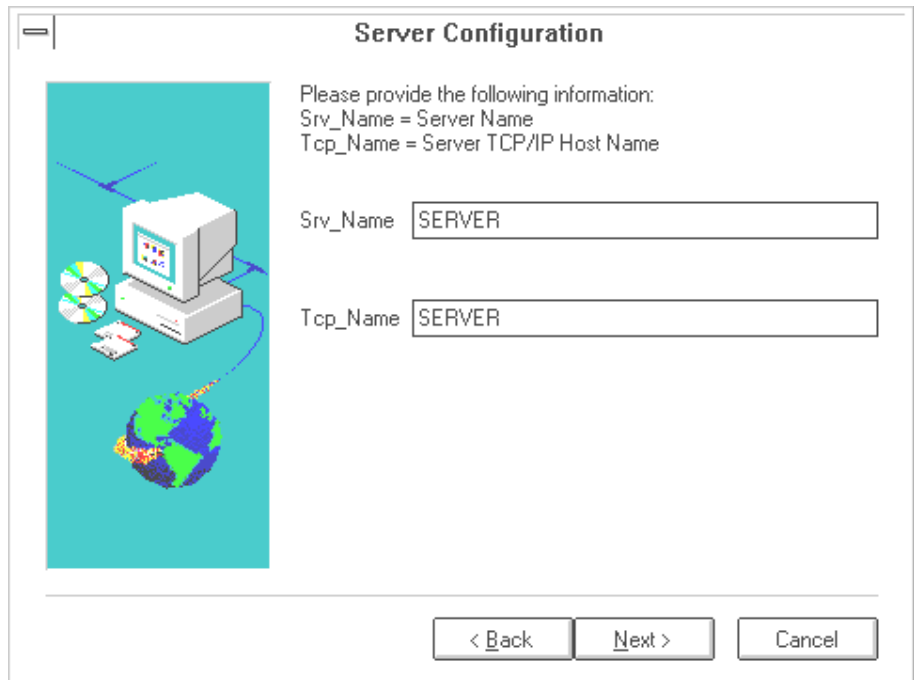 Server Configuration
Please provide the following information:
Srv_Name = Server Name
Tcp_Name = Server TCP/IP Host Name
Srv_Name SERVER
Tcp_Name SERVER
< Back Next > Cancel